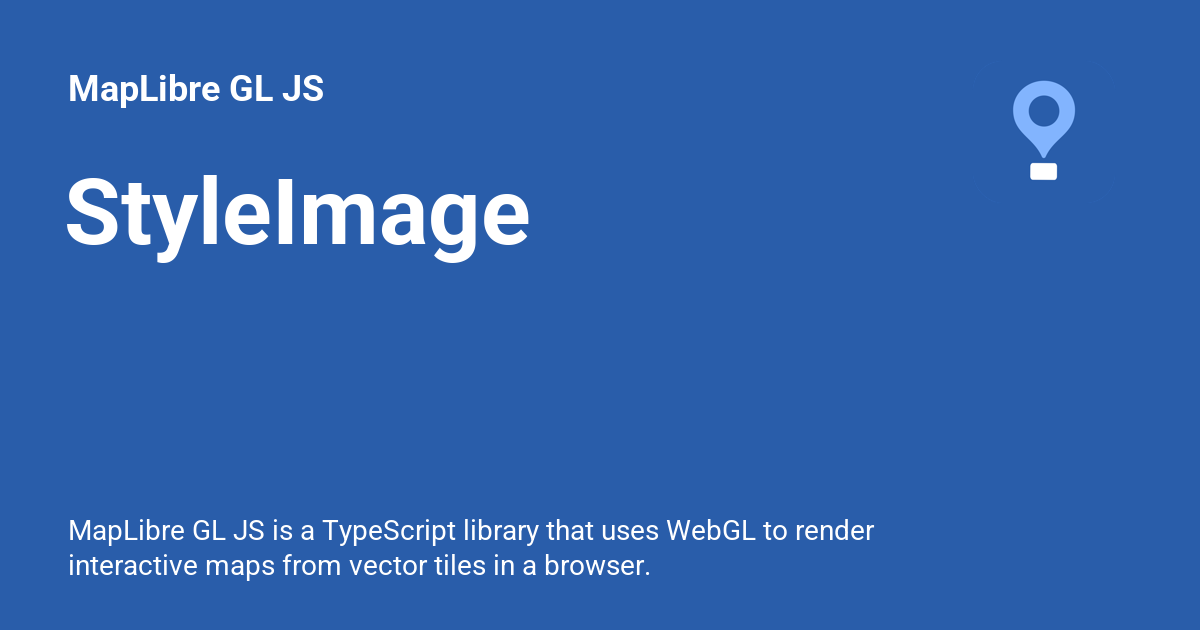 MapLibre GL JS
StyleImage
MapLibre GL JS is a TypeScript library that uses WebGL to render
interactive maps from vector tiles in a browser.